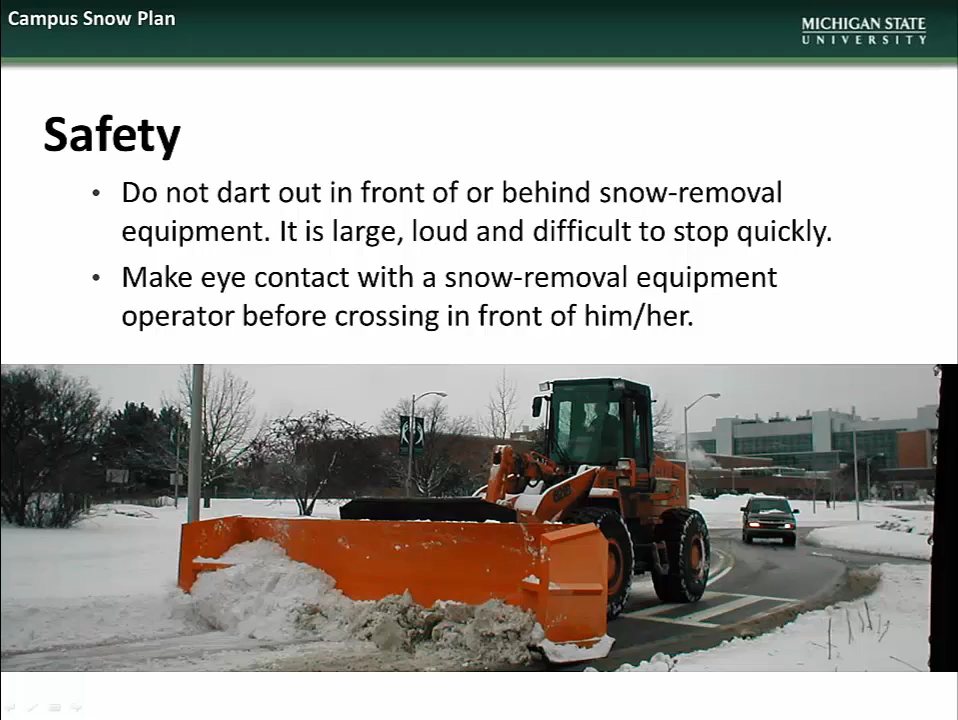 Campus Snow Plan
MICHIGAN STATE
UNIVERSITY
Safety
• Do not dart out in front of or behind snow-removal
equipment. It is large, loud and difficult to stop quickly.
• Make eye contact with a snow-removal equipment
operator before crossing in front of him/her.